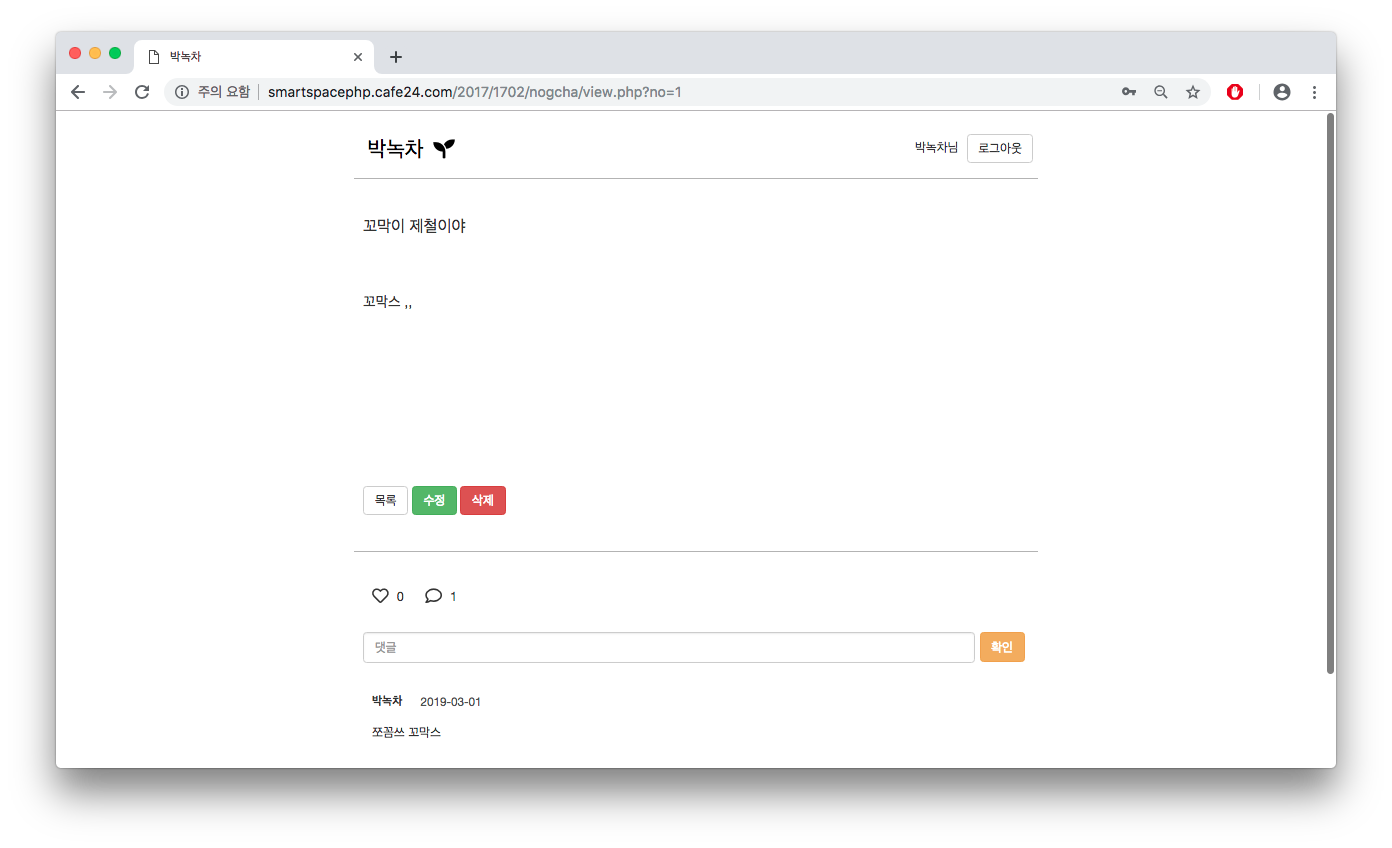 박녹차
주의 요함 smartspacephp.cafe24.com/2017/1702/nogcha/view.php?no=1
박녹차 박녹차님 로그아웃
꼬막이 제철이야
꼬막스 ,,
목록 수정 삭제
0 1
댓글 확인
박녹차 2019-03-01
쪼꼼쓰 꼬막스